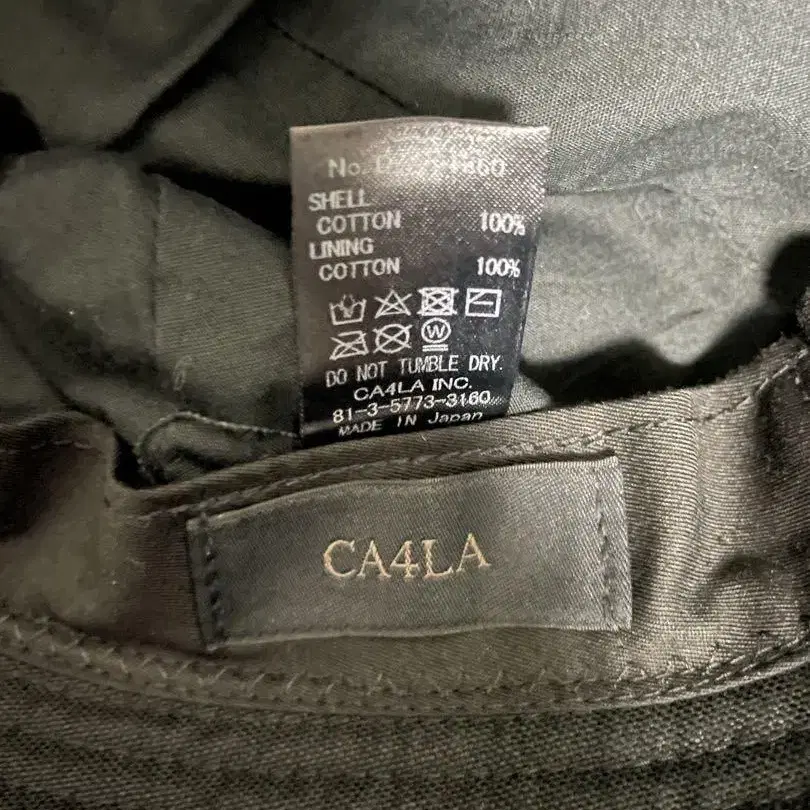 No.
SHELL
COTTON 100%
LINING
COTTON 100%
W
DO NOT TUMBLE DRY.
CA4LA INC.
81-3-5773-3160
MADE IN Japan
CA4LA